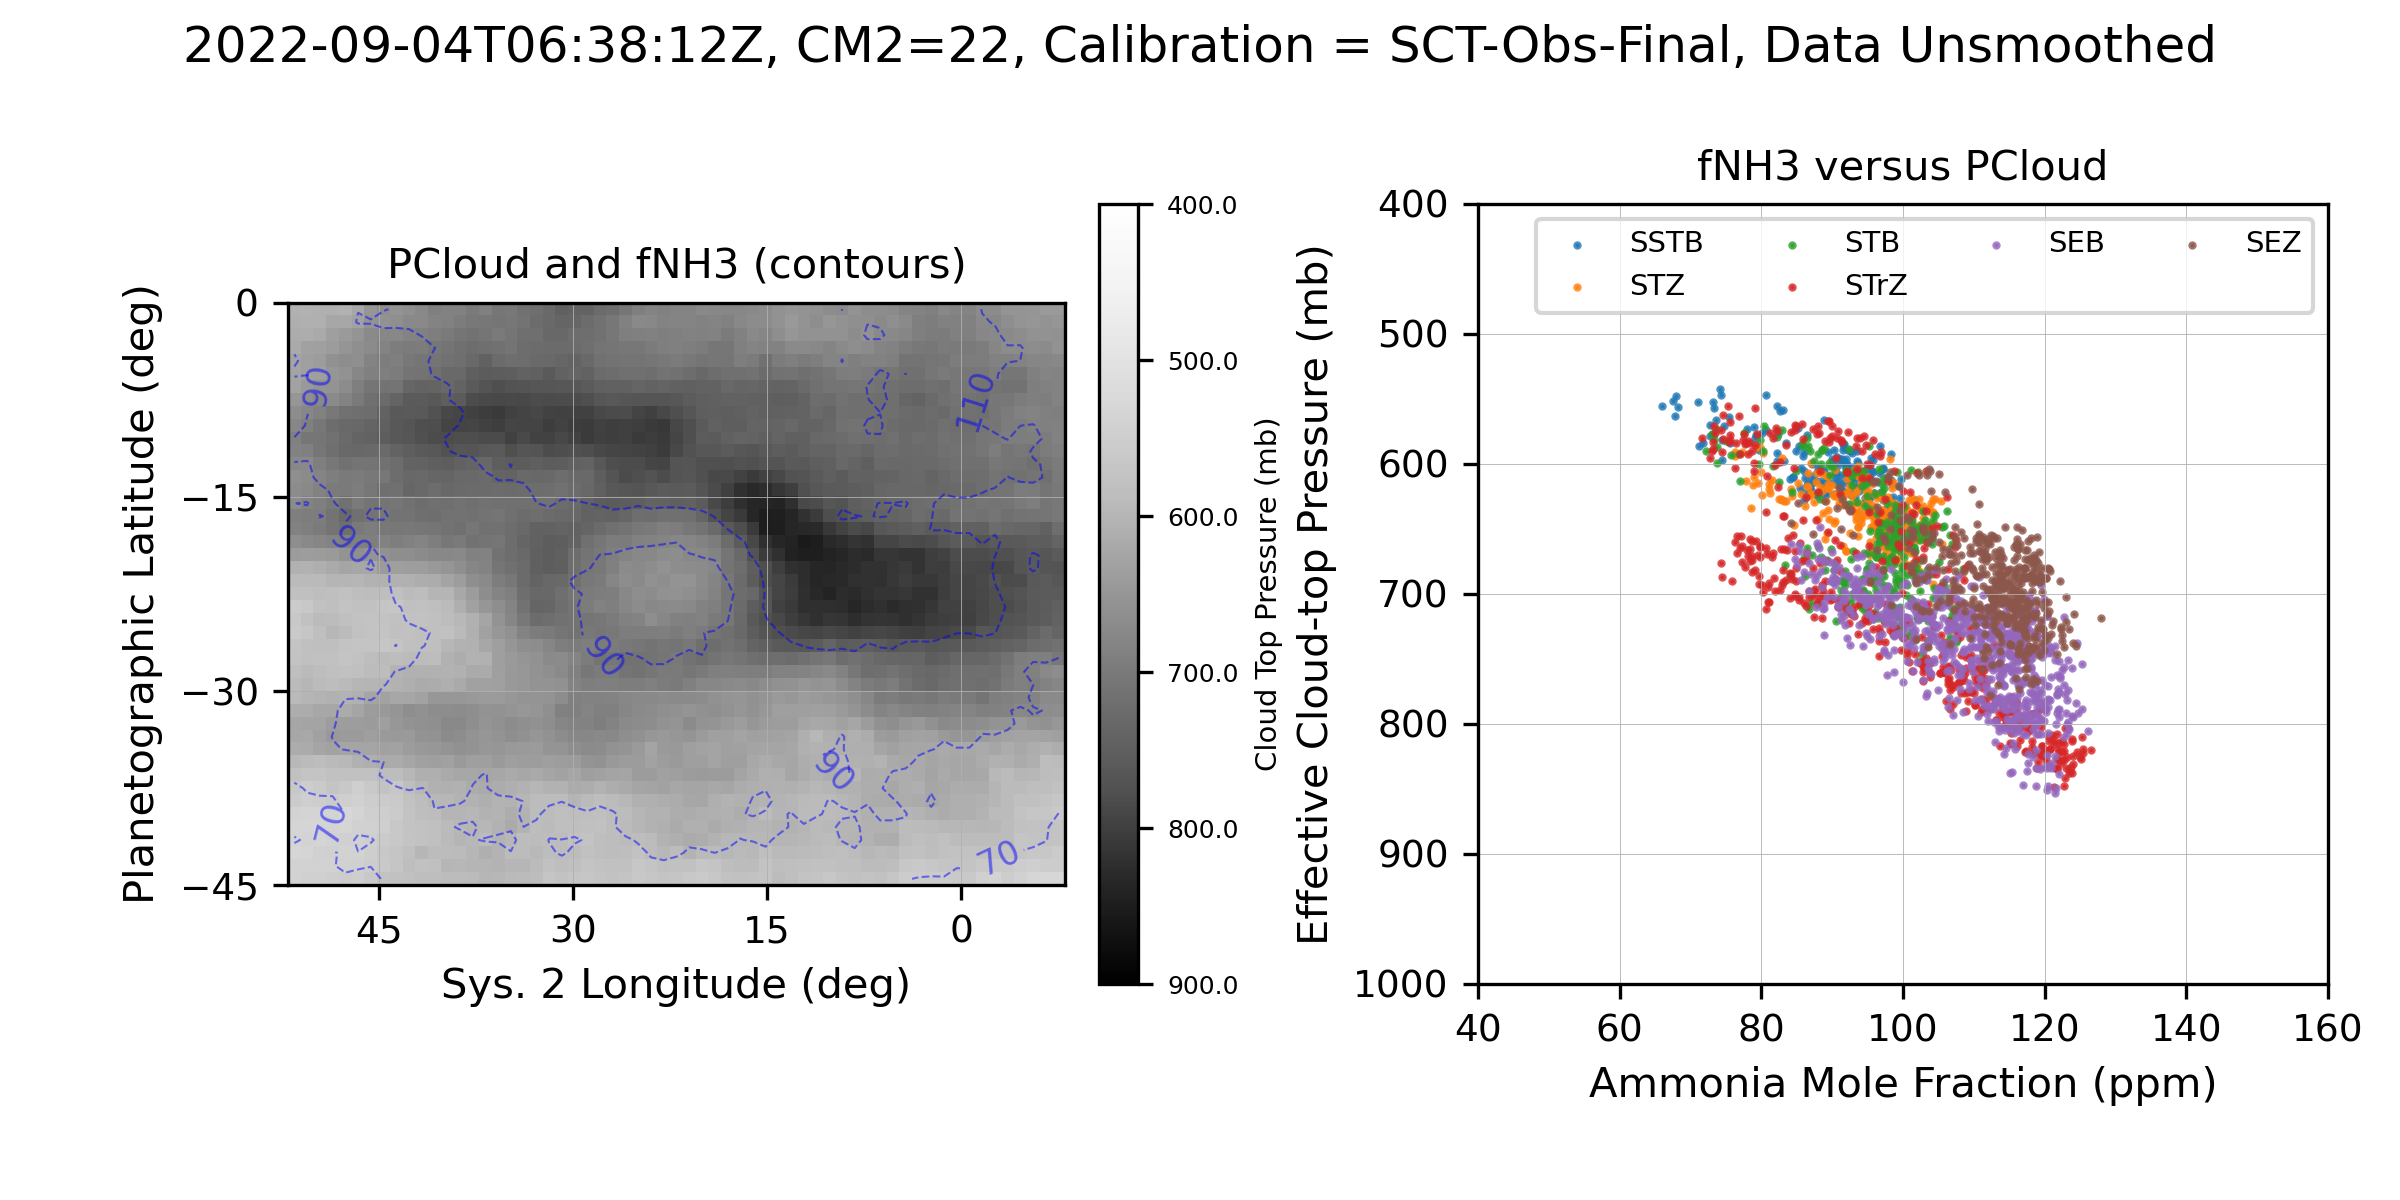 2022-09-04T06:38:12Z, CM2=22, Calibration = SCT-Obs-Final, Data Unsmoothed
PCloud and fNH3 (contours)
Planetographic Latitude (deg)
0
−15
−30
−45
45
30
15
0
Sys. 2 Longitude (deg)
90
110
90
90
90
70
70
400.0
500.0
600.0
700.0
800.0
900.0
Cloud Top Pressure (mb)
fNH3 versus PCloud
Effective Cloud-top Pressure (mb)
400
500
600
700
800
900
1000
SSTB
STB
SEB
SEZ
STZ
STrZ
40
60
80
100
120
140
160
Ammonia Mole Fraction (ppm)